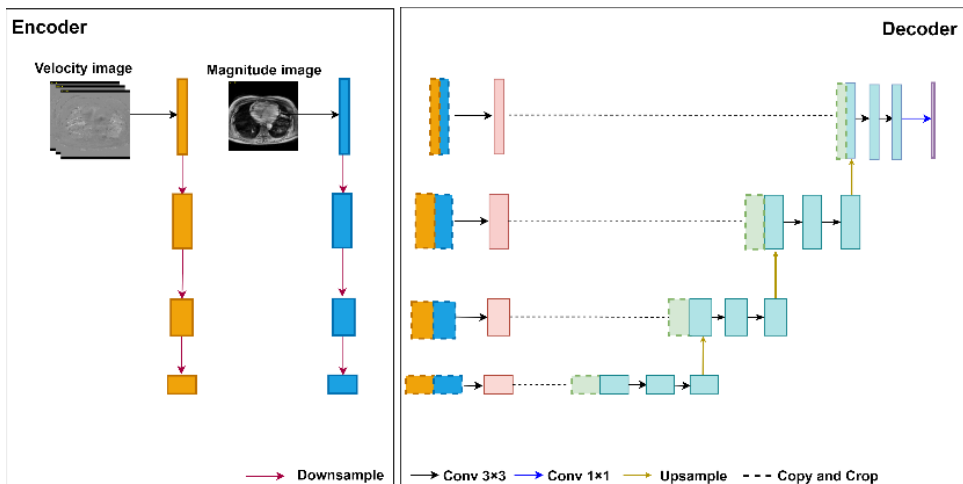 Encoder
Decoder
Velocity image
Magnitude image
Downsample
Conv 3×3
Conv 1×1
Upsample
Copy and Crop